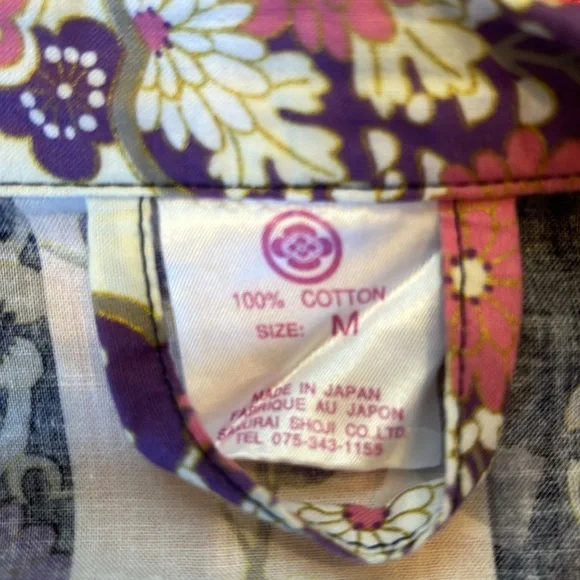 100% COTTON
SIZE: M
MADE IN JAPAN
FABRIQUE AU JAPON
SAKURAI SHOJI CO.LTD.
TEL 075-343-1155